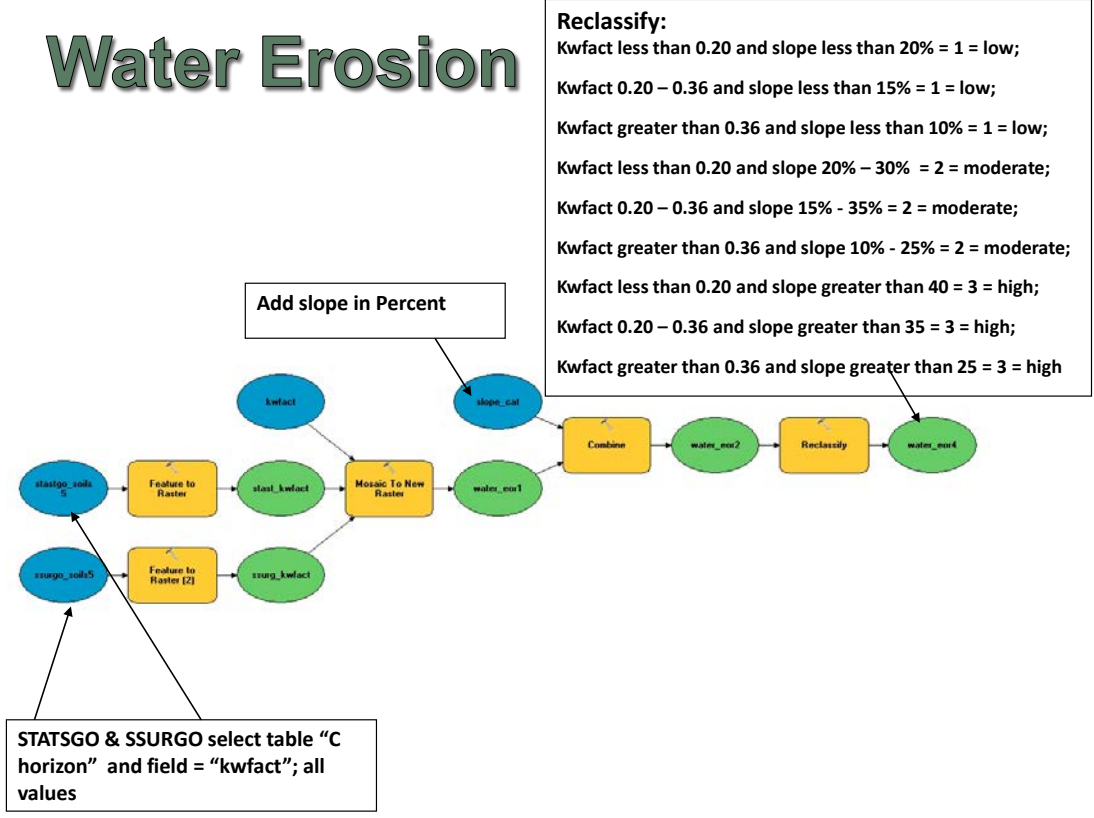 Water Erosion
Reclassify:
Kwfact less than 0.20 and slope less than 20% = 1 = low;
Kwfact 0.20 – 0.36 and slope less than 15% = 1 = low;
Kwfact greater than 0.36 and slope less than 10% = 1 = low;
Kwfact less than 0.20 and slope 20% – 30%  = 2 = moderate;
Kwfact 0.20 – 0.36 and slope 15% - 35% = 2 = moderate;
Kwfact greater than 0.36 and slope 10% - 25% = 2 = moderate;
Kwfact less than 0.20 and slope greater than 40 = 3 = high;
Kwfact 0.20 – 0.36 and slope greater than 35 = 3 = high;
Kwfact greater than 0.36 and slope greater than 25 = 3 = high
Add slope in Percent
kwfact
slope_cat
Combine
water_eor2
Reclassify
water_eor4
stastgo_soils
5
Feature to
Raster
stast_kwfact
Mosaic To New
Raster
water_eor1
ssurgo_soils5
Feature to
Raster (2)
ssurg_kwfact
STATSGO & SSURGO select table “C
horizon”  and field = “kwfact”; all
values